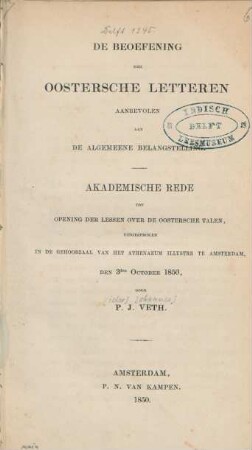 Delft 1345
DE BEOEFENING
DER
OOSTERSCHE LETTEREN
AANBEVOLEN
AAN
DE ALGEMEENE BELANGSTELLING.
INDISCH
DELFT
LEESMUSEUM
AKADEMISCHE REDE
TOT
OPENING DER LESSEN OVER DE OOSTERSCHE TALEN,
UITGESPROKEN
IN DE GEHOORZAAL VAN HET ATHENAEUM ILLUSTRE TE AMSTERDAM,
DEN 3den OCTOBER 1850,
DOOR
P. J. VETH.
AMSTERDAM,
P. N. VAN KAMPEN.
1850.